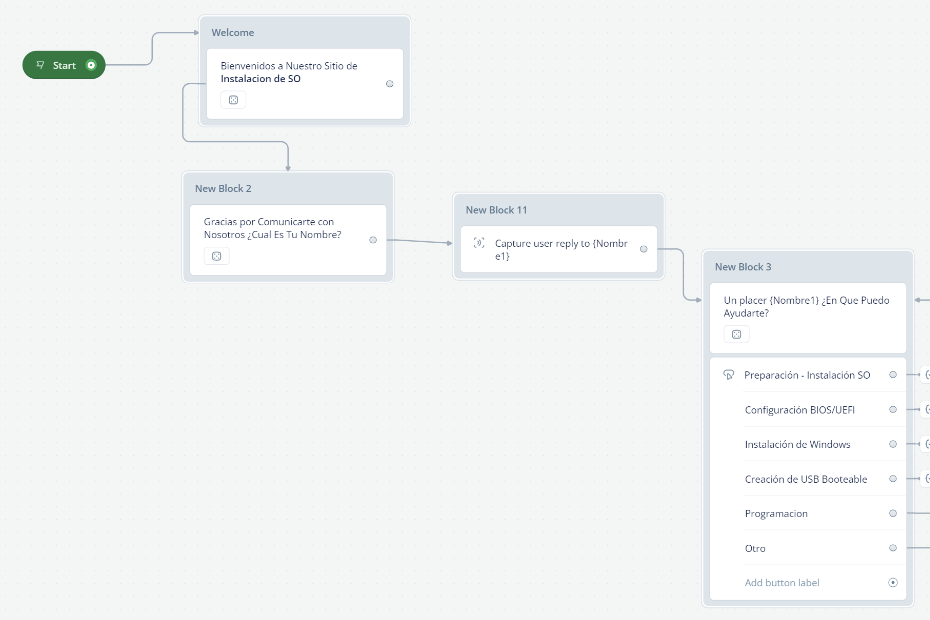 Start
Welcome
Bienvenidos a Nuestro Sitio de
Instalacion de SO
New Block 2
Gracias por Comunicarte con
Nosotros ¿Cual Es Tu Nombre?
New Block 11
Capture user reply to {Nombr
e1}
New Block 3
Un placer {Nombre1} ¿En Que Puedo
Ayudarte?
Preparación - Instalación SO
Configuración BIOS/UEFI
Instalación de Windows
Creación de USB Booteable
Programacion
Otro
Add button label